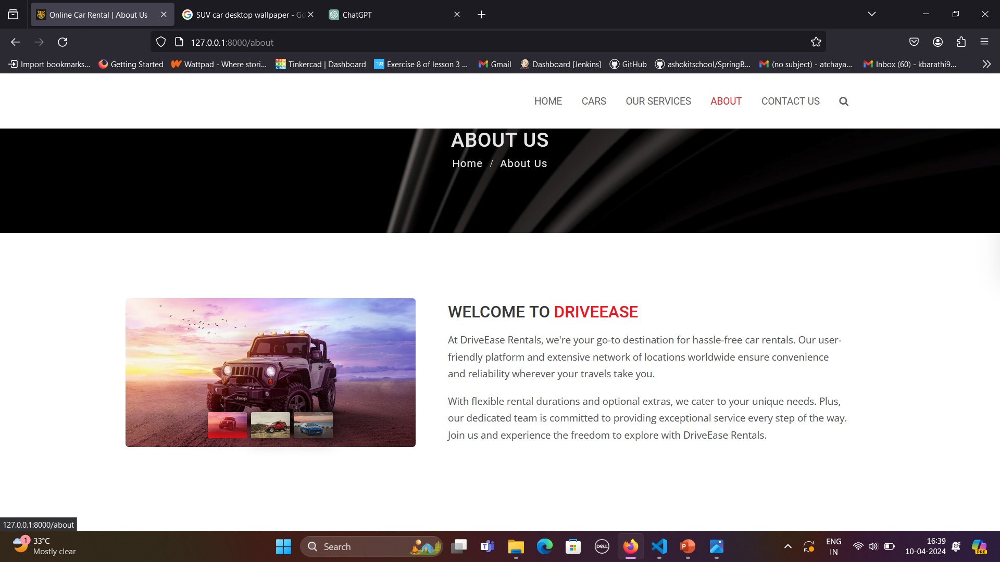 Online Car Rental | About Us
SUV car desktop wallpaper - Go
ChatGPT
127.0.0.1:8000/about
Import bookmarks...
Getting Started
Wattpad - Where stori...
Tinkercad | Dashboard
Exercise 8 of lesson 3 ...
Gmail
Dashboard [Jenkins]
GitHub
ashokitschool/SpringB...
(no subject) - atchaya...
Inbox (60) - kbarathi9...
HOME
CARS
OUR SERVICES
ABOUT
CONTACT US
ABOUT US
Home / About Us
Jeep
WELCOME TO DRIVEEASE
At DriveEase Rentals, we're your go-to destination for hassle-free car rentals. Our user-
friendly platform and extensive network of locations worldwide ensure convenience
and reliability wherever your travels take you.
With flexible rental durations and optional extras, we cater to your unique needs. Plus,
our dedicated team is committed to providing exceptional service every step of the way.
Join us and experience the freedom to explore with DriveEase Rentals.
127.0.0.1:8000/about
1
33°C
Mostly clear
Search
DELL
ENG
IN
16:39
10-04-2024
PRE